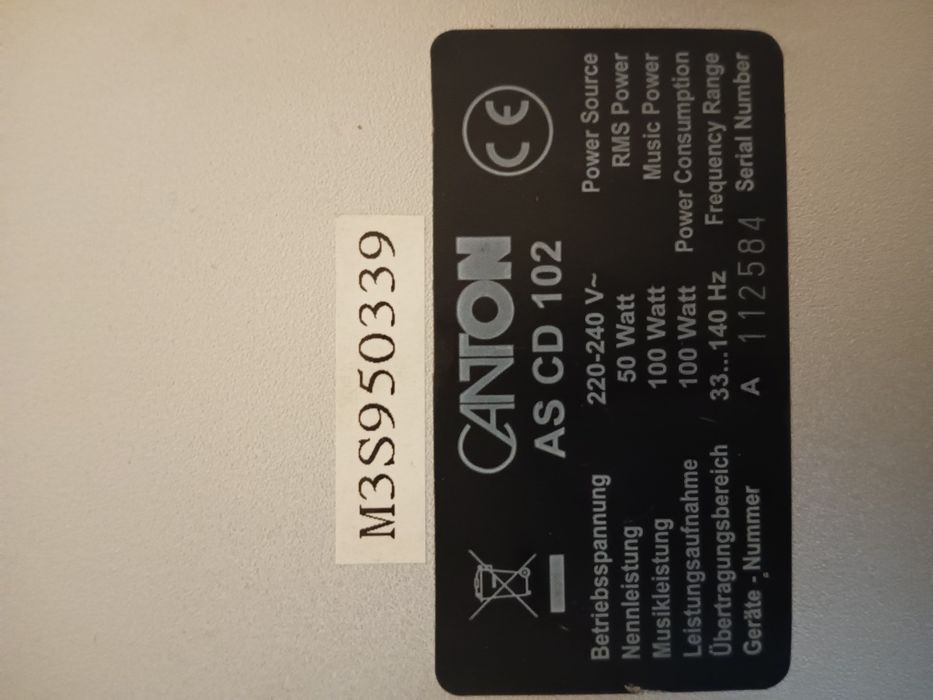 M3S950339
CANTON
AS CD 102
CE
Betriebsspannung 220-240 V~ Power Source
Nennleistung 50 Watt RMS Power
Musikleistung 100 Watt Music Power
Leistungsaufnahme 100 Watt Power Consumption
Übertragungsbereich 33...140 Hz Frequency Range
Geräte - Nummer A 112584 Serial Number